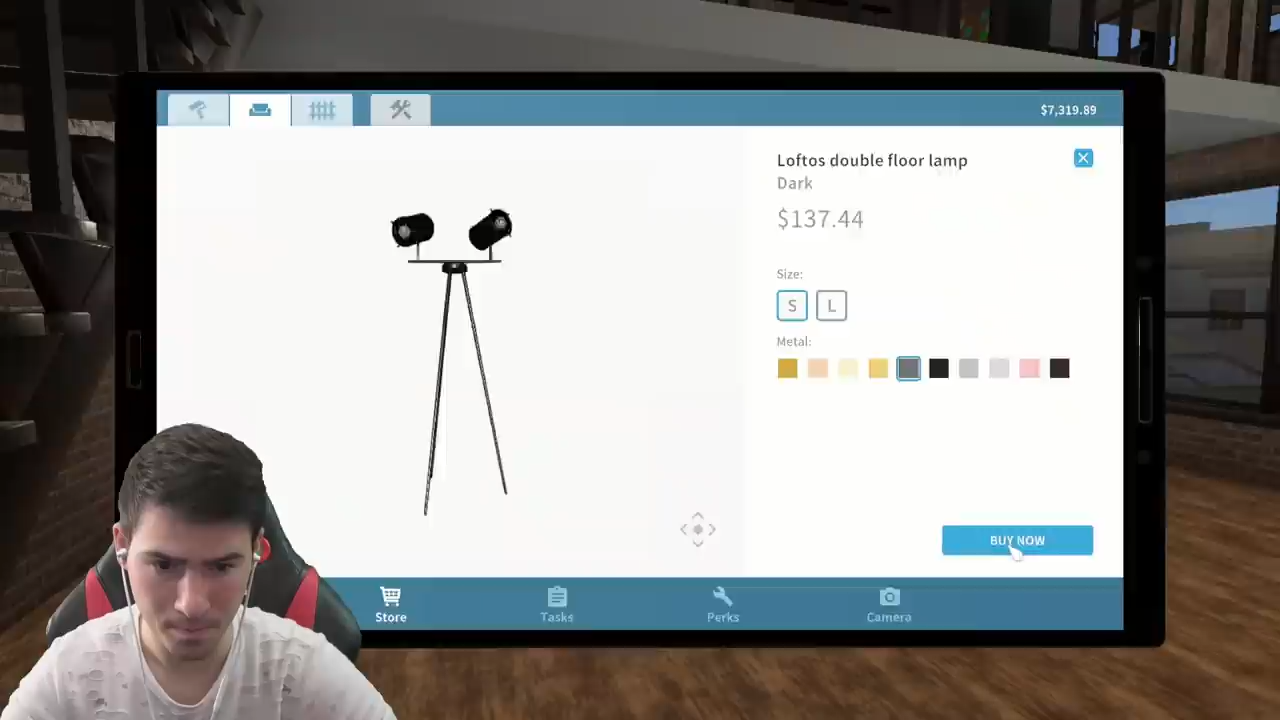 $7,319.89
Loftos double floor lamp
Dark
$137.44
Size:
S L
Metal:
BUY NOW
Store Tasks Perks Camera